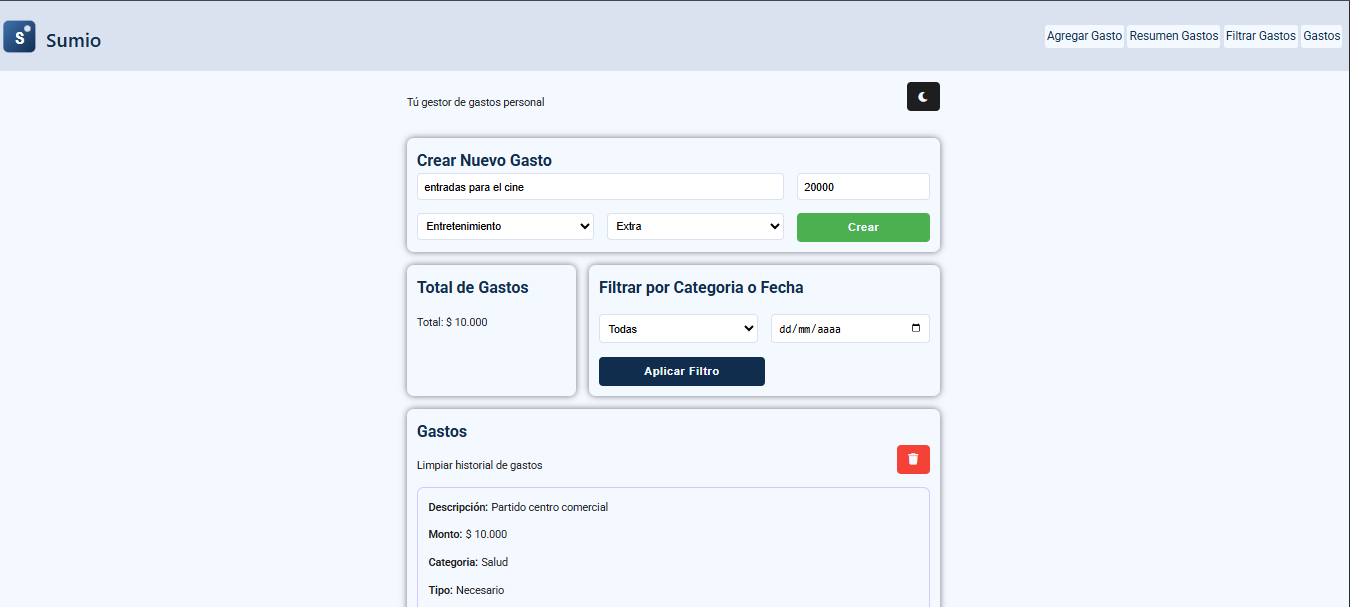 S Sumio
Agregar Gasto Resumen Gastos Filtrar Gastos Gastos
Tú gestor de gastos personal
Crear Nuevo Gasto
entradas para el cine 20000
Entretenimiento Extra Crear
Total de Gastos
Total: $ 10.000
Filtrar por Categoria o Fecha
Todas dd/mm/aaaa
Aplicar Filtro
Gastos
Limpiar historial de gastos
Descripción: Partido centro comercial
Monto: $ 10.000
Categoria: Salud
Tipo: Necesario